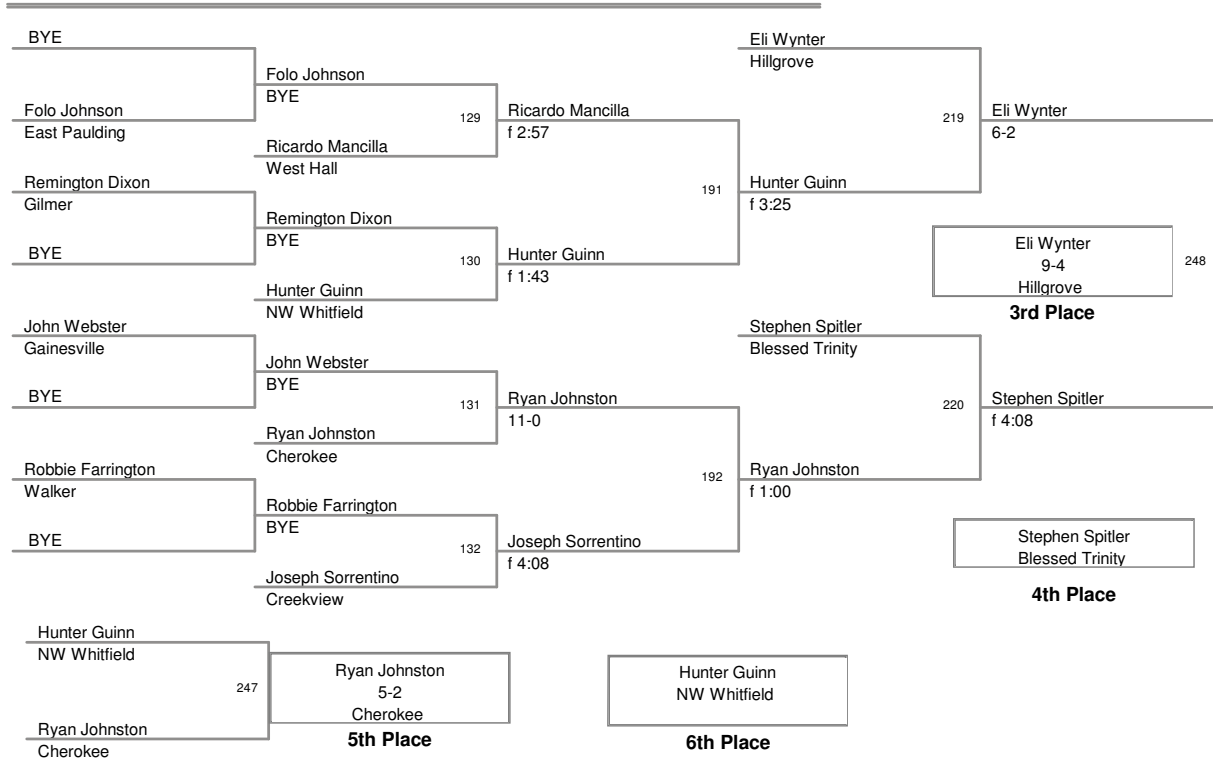 BYE
Eli Wynter
Hillgrove
Folo Johnson
BYE
Folo Johnson
East Paulding
129
Ricardo Mancilla
f 2:57
219
Eli Wynter
6-2
Ricardo Mancilla
West Hall
Remington Dixon
Gilmer
191
Hunter Guinn
f 3:25
Remington Dixon
BYE
BYE
130
Hunter Guinn
f 1:43
Eli Wynter
9-4
Hillgrove
248
3rd Place
Hunter Guinn
NW Whitfield
John Webster
Gainesville
Stephen Spitler
Blessed Trinity
John Webster
BYE
BYE
131
Ryan Johnston
11-0
220
Stephen Spitler
f 4:08
Ryan Johnston
Cherokee
Robbie Farrington
Walker
192
Ryan Johnston
f 1:00
Robbie Farrington
BYE
BYE
132
Joseph Sorrentino
f 4:08
Stephen Spitler
Blessed Trinity
4th Place
Joseph Sorrentino
Creekview
Hunter Guinn
NW Whitfield
247
Ryan Johnston
5-2
Cherokee
5th Place
Hunter Guinn
NW Whitfield
6th Place
Ryan Johnston
Cherokee